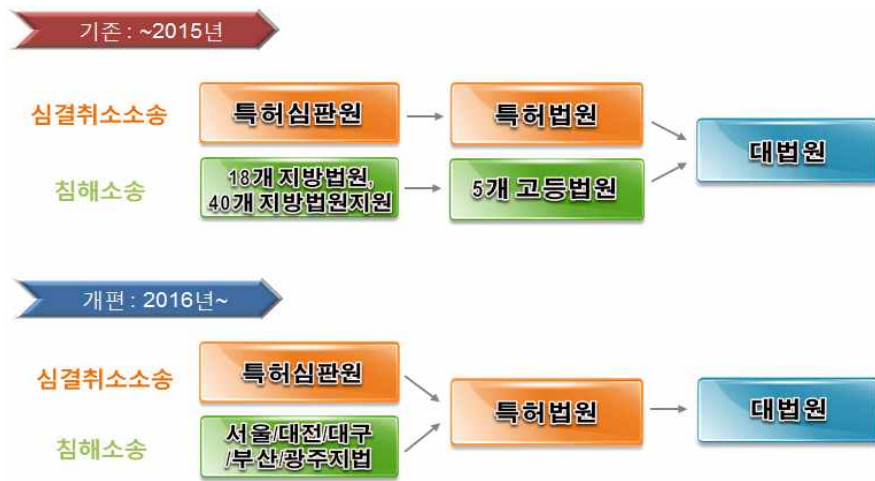 기존 : ~2015년
심결취소소송
특허심판원
특허법원
대법원
침해소송
18개 지방법원,
40개 지방법원지원
5개 고등법원
개편 : 2016년~
심결취소소송
특허심판원
특허법원
대법원
침해소송
서울/대전/대구
/부산/광주지법